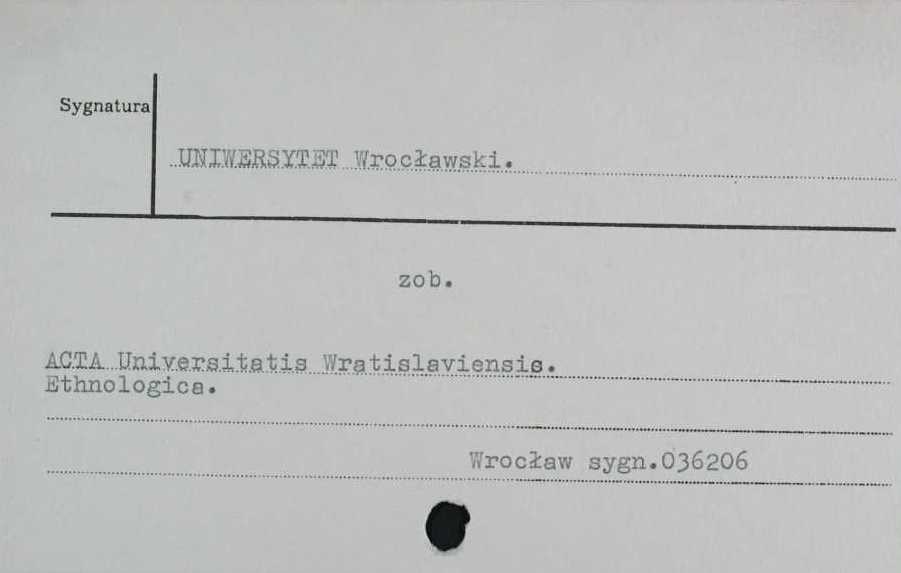 Sygnatura
UNIWERSYTET Wrocławski.
zob.
ACTA Universitatis Wratislaviensis.
Ethnologica.
Wrocław sygn.036206